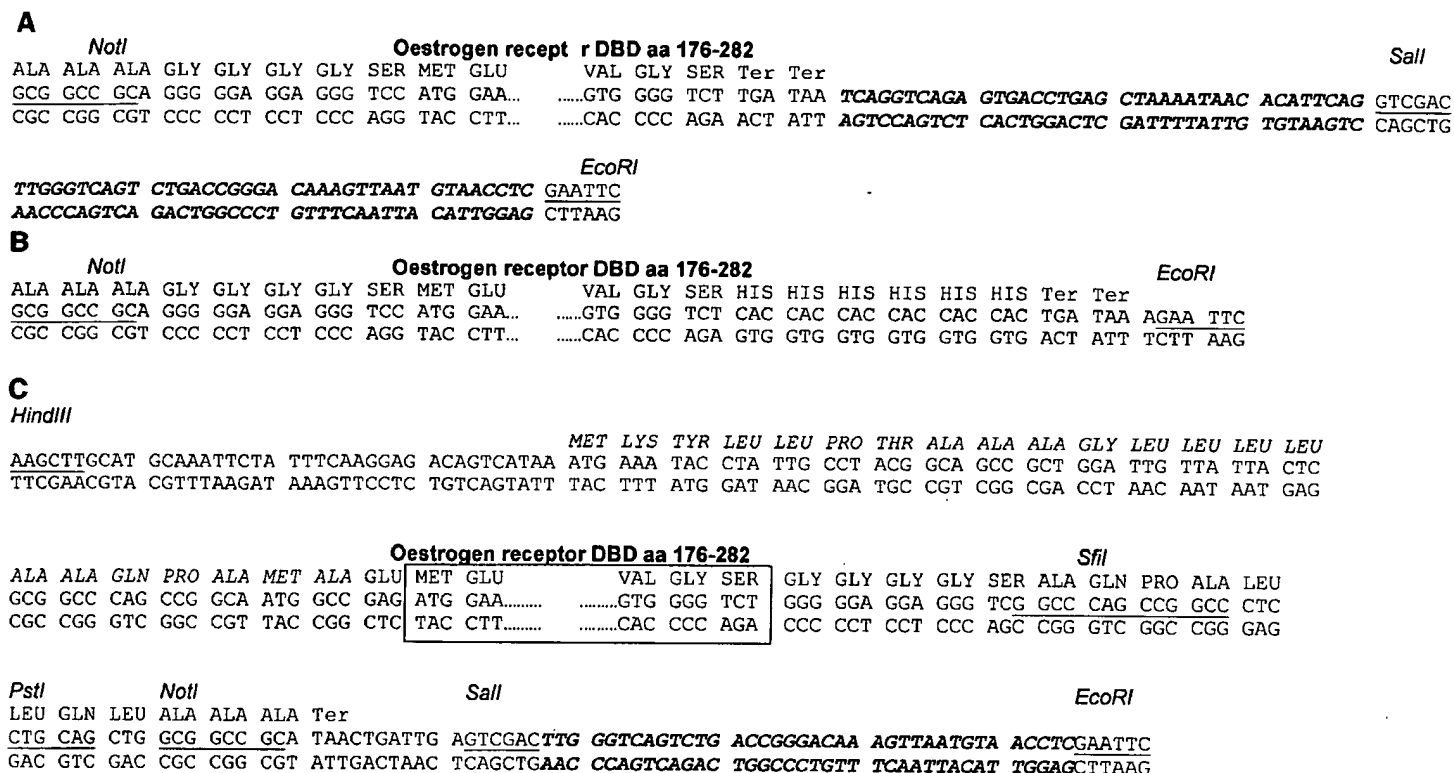 A
NotI Oestrogen recept r DBD aa 176-282 SalI
ALA ALA ALA GLY GLY GLY GLY SER MET GLU VAL GLY SER Ter Ter
GCG GCC GCA GGG GGA GGA GGG TCC ATG GAA... ......GTG GGG TCT TGA TAA TCAGGTCAGA GTGACCTGAG CTAAAATAAC ACATTCAG GTCGAC
CGC CGG CGT CCC CCT CCT CCC AGG TAC CTT... ......CAC CCC AGA ACT ATT AGTCCAGTCT CACTGGACTC GATTTTATTG TGTAAGTC CAGCTG
EcoRI
TTGGGTCAGT CTGACCGGGA CAAAGTTAAT GTAACCTC GAATTC
AACCCAGTCA GACTGGCCCT GTTTCAATTA CATTGGAG CTTAAG
B
NotI Oestrogen receptor DBD aa 176-282 EcoRI
ALA ALA ALA GLY GLY GLY GLY SER MET GLU VAL GLY SER HIS HIS HIS HIS HIS HIS Ter Ter
GCG GCC GCA GGG GGA GGA GGG TCC ATG GAA... ......GTG GGG TCT CAC CAC CAC CAC CAC CAC TGA TAA AGAA TTC
CGC CGG CGT CCC CCT CCT CCC AGG TAC CTT... ......CAC CCC AGA GTG GTG GTG GTG GTG GTG ACT ATT TCTT AAG
C
HindIII
MET LYS TYR LEU LEU PRO THR ALA ALA ALA GLY LEU LEU LEU LEU
AAGCTTGCAT GCAAATTCTA TTTCAAGGAG ACAGTCATAA ATG AAA TAC CTA TTG CCT ACG GCA GCC GCT GGA TTG TTA TTA CTC
TTCGAACGTA CGTTTAAGAT AAAGTTCCTC TGTCAGTATT TAC TTT ATG GAT AAC GGA TGC CGT CGG CGA CCT AAC AAT AAT GAG
Oestrogen receptor DBD aa 176-282 SfiI
ALA ALA GLN PRO ALA MET ALA GLU MET GLU VAL GLY SER GLY GLY GLY GLY SER ALA GLN PRO ALA LEU
GCG GCC CAG CCG GCA ATG GCC GAG ATG GAA......... .........GTG GGG TCT GGG GGA GGA GGG TCG GCC CAG CCG GCC CTC
CGC CGG GTC GGC CGT TAC CGG CTC TAC CTT......... .........CAC CCC AGA CCC CCT CCT CCC AGC CGG GTC GGC CGG GAG
PstI NotI SalI EcoRI
LEU GLN LEU ALA ALA ALA Ter
CTG CAG CTG GCG GCC GCA TAACTGATTG AGTCGACTTG GGTCAGTCTG ACCGGGACAA AGTTAATGTA ACCTCGAATTC
GAC GTC GAC CGC CGG CGT ATTGACTAAC TCAGCTGAAC CCAGTCAGAC TGGCCCTGTT TCAATTACAT TGGAGCTTAAG